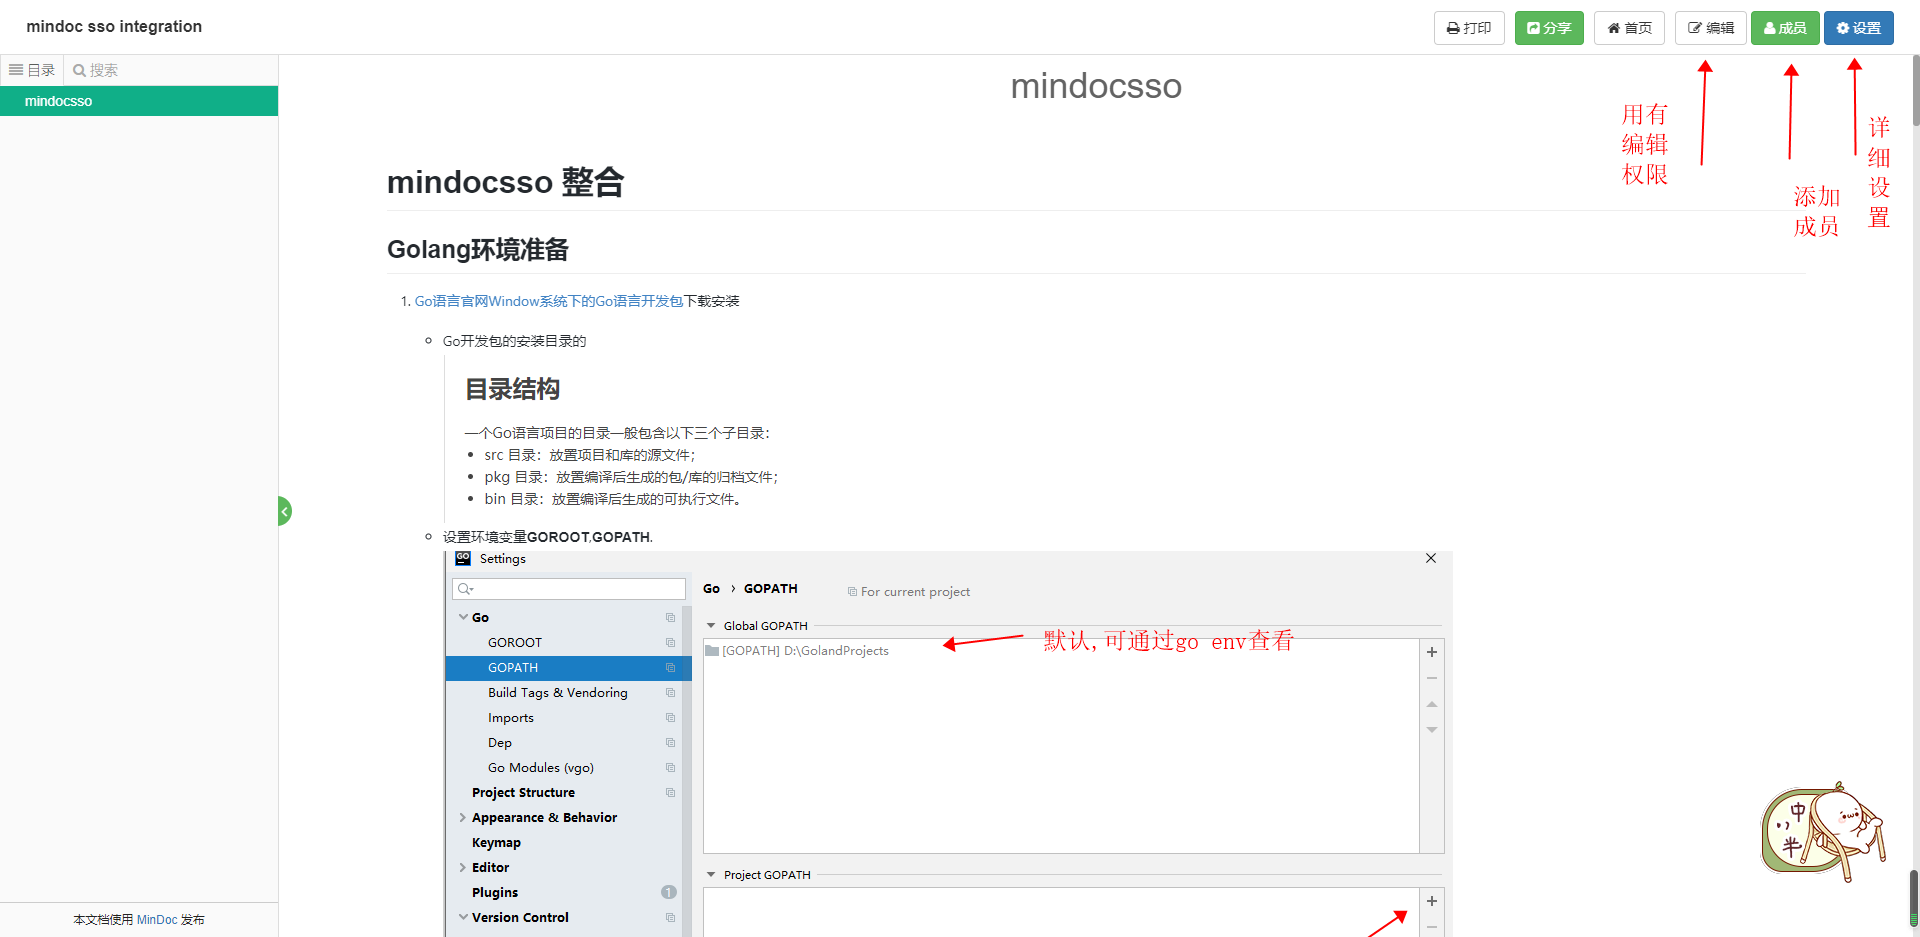 mindoc sso integration
打印
分享
首页
编辑
成员
设置
目录
搜索
mindocsso
mindocsso
用有
编辑
权限
添加
成员
详
细
设
置
mindocsso 整合
Golang环境准备
1. Go语言官网Window系统下的Go语言开发包下载安装
Go开发包的安装目录的
目录结构
一个Go语言项目的目录一般包含以下三个子目录：
src 目录：放置项目和库的源文件；
pkg 目录：放置编译后生成的包/库的归档文件；
bin 目录：放置编译后生成的可执行文件。
设置环境变量GOROOT,GOPATH.
GO Settings
Go › GOPATH
For current project
Go
GOROOT
GOPATH
Build Tags & Vendoring
Imports
Dep
Go Modules (vgo)
Project Structure
Appearance & Behavior
Keymap
Editor
Plugins 1
Version Control
Global GOPATH
[GOPATH] D:\GolandProjects
默认,可通过go env查看
Project GOPATH
中
半
本文档使用 MinDoc 发布